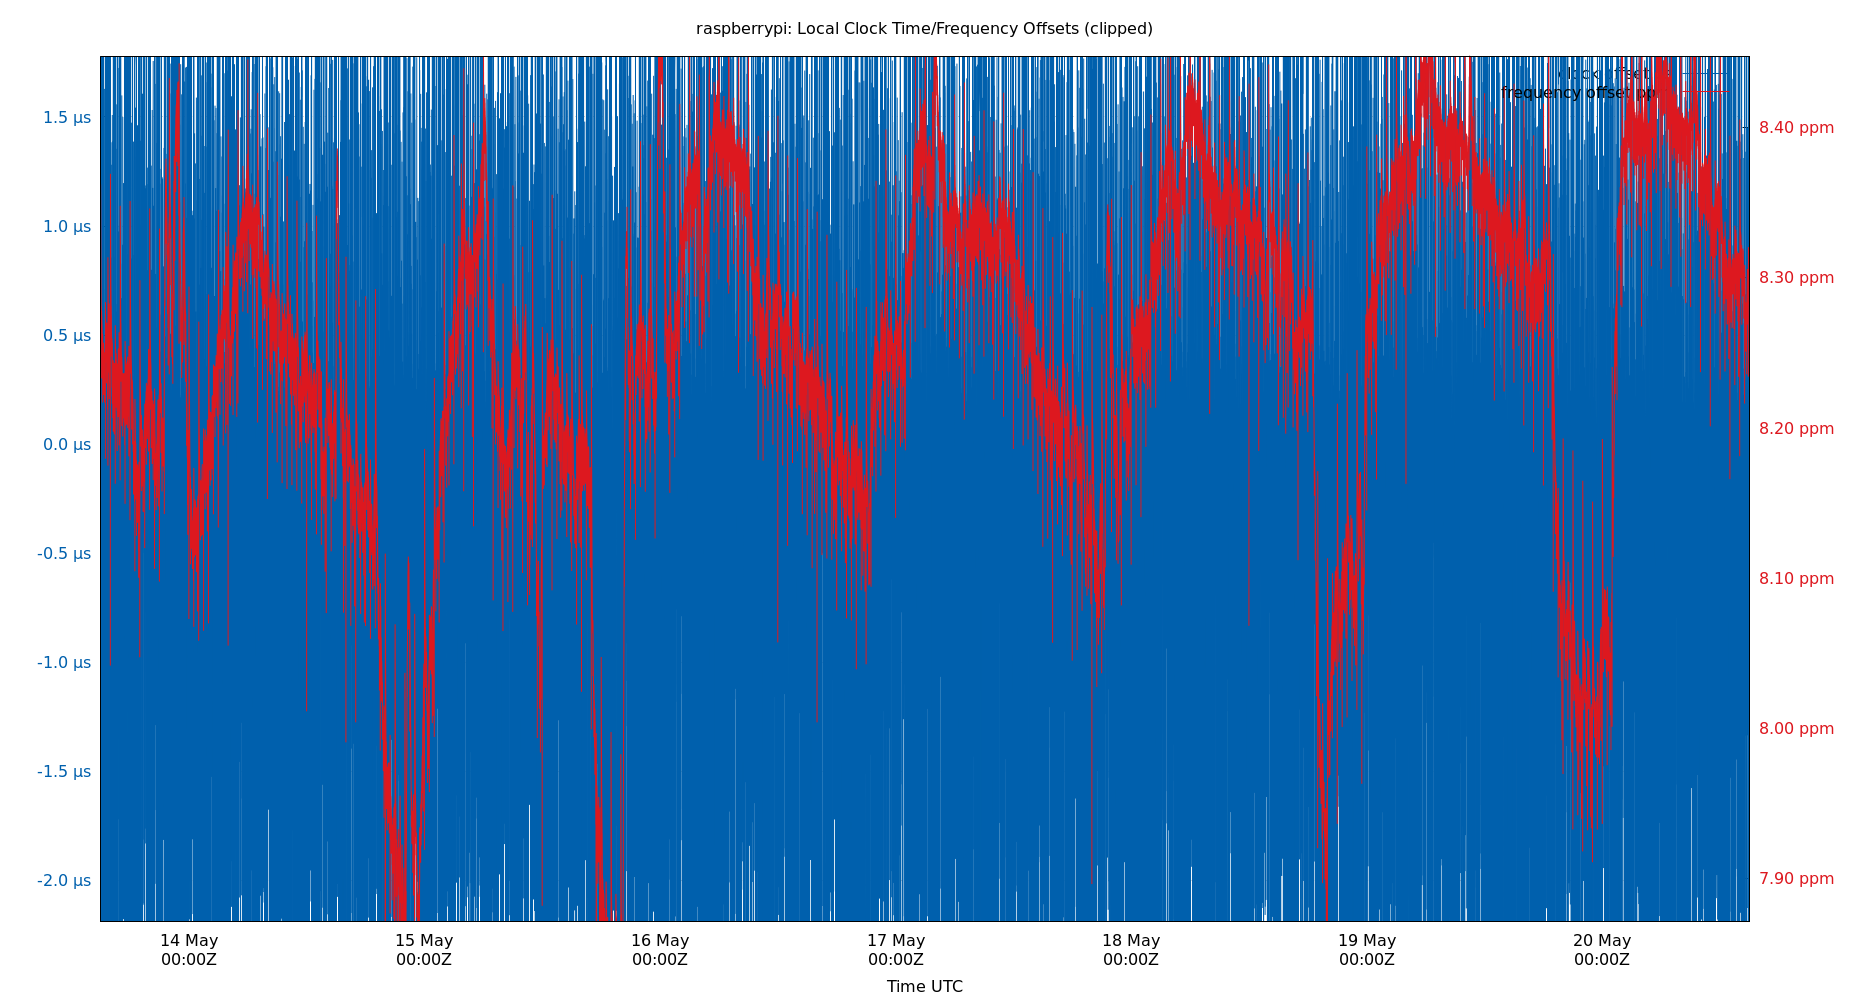 raspberrypi: Local Clock Time/Frequency Offsets (clipped)
frequency offset pp
1.5 μs
1.0 μs
0.5 μs
0.0 μs
-0.5 μs
-1.0 μs
-1.5 μs
-2.0 μs
8.40 ppm
8.30 ppm
8.20 ppm
8.10 ppm
8.00 ppm
7.90 ppm
14 May
00:00Z
15 May
00:00Z
16 May
00:00Z
17 May
00:00Z
18 May
00:00Z
19 May
00:00Z
20 May
00:00Z
Time UTC